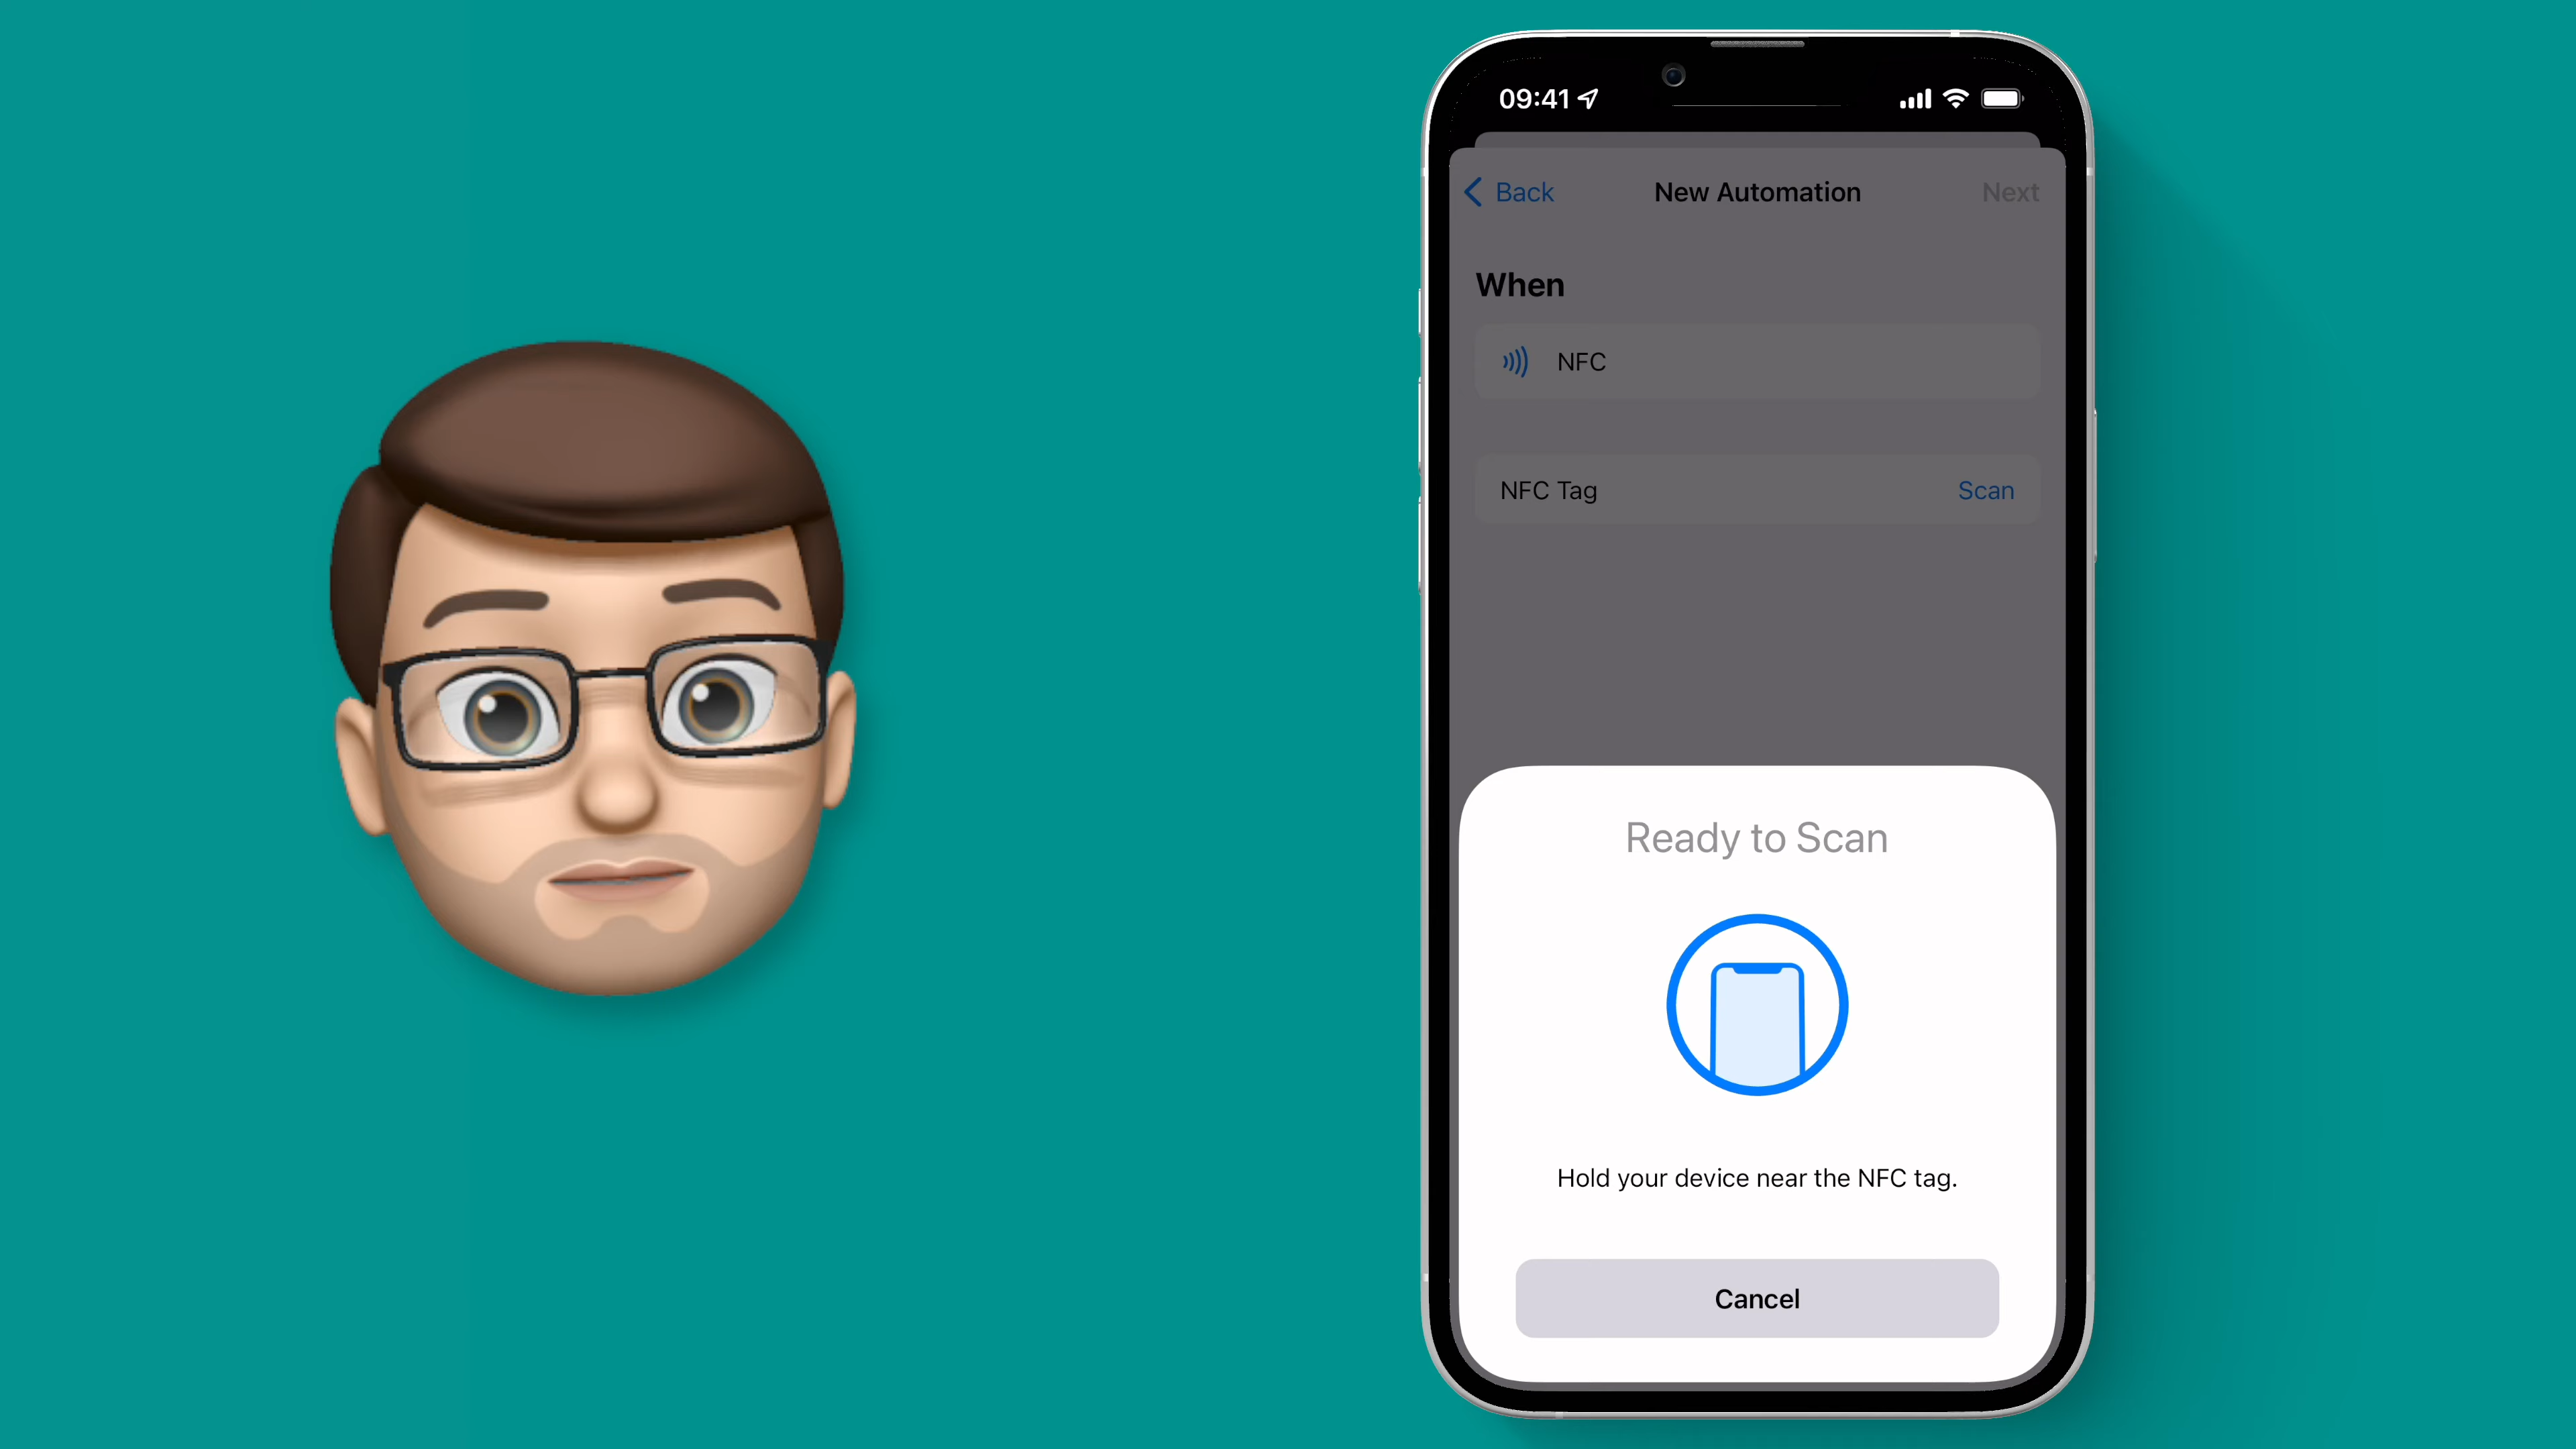 09:41
Back
New Automation
Next
When
NFC
NFC Tag
Scan
Ready to Scan
Hold your device near the NFC tag.
Cancel